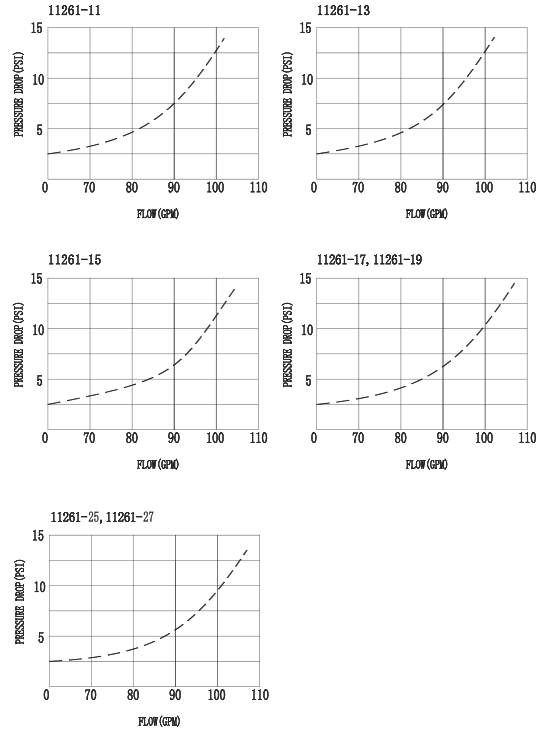 11261-11
15
10
5
PRESSURE DROP(PSI)
0 70 80 90 100 110
FLOW(GPM)
11261-13
15
10
5
PRESSURE DROP(PSI)
0 70 80 90 100 110
FLOW(GPM)
11261-15
15
10
5
PRESSURE DROP(PSI)
0 70 80 90 100 110
FLOW(GPM)
11261-17, 11261-19
15
10
5
PRESSURE DROP(PSI)
0 70 80 90 100 110
FLOW(GPM)
11261-25, 11261-27
15
10
5
PRESSURE DROP(PSI)
0 70 80 90 100 110
FLOW(GPM)